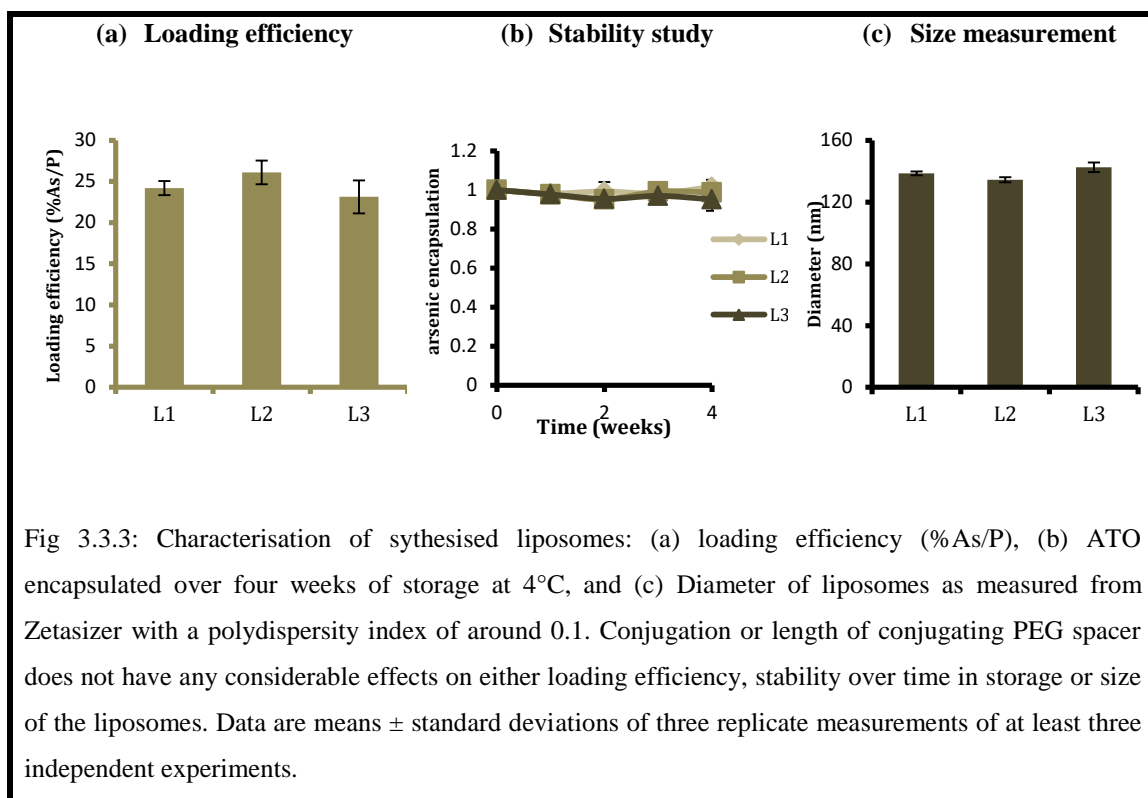 (a) Loading efficiency
(b) Stability study
(c) Size measurement
Loading efficiency (%As/P)
30
25
20
15
10
5
0
L1 L2 L3
arsenic encapsulation
1.2
1
0.8
0.6
0.4
0.2
0
0 2 4
Time (weeks)
L1
L2
L3
Diameter (nm)
160
120
80
40
0
L1 L2 L3
Fig 3.3.3: Characterisation of sythesised liposomes: (a) loading efficiency (%As/P), (b) ATO
encapsulated over four weeks of storage at 4°C, and (c) Diameter of liposomes as measured from
Zetasizer with a polydispersity index of around 0.1. Conjugation or length of conjugating PEG spacer
does not have any considerable effects on either loading efficiency, stability over time in storage or size
of the liposomes. Data are means ± standard deviations of three replicate measurements of at least three
independent experiments.